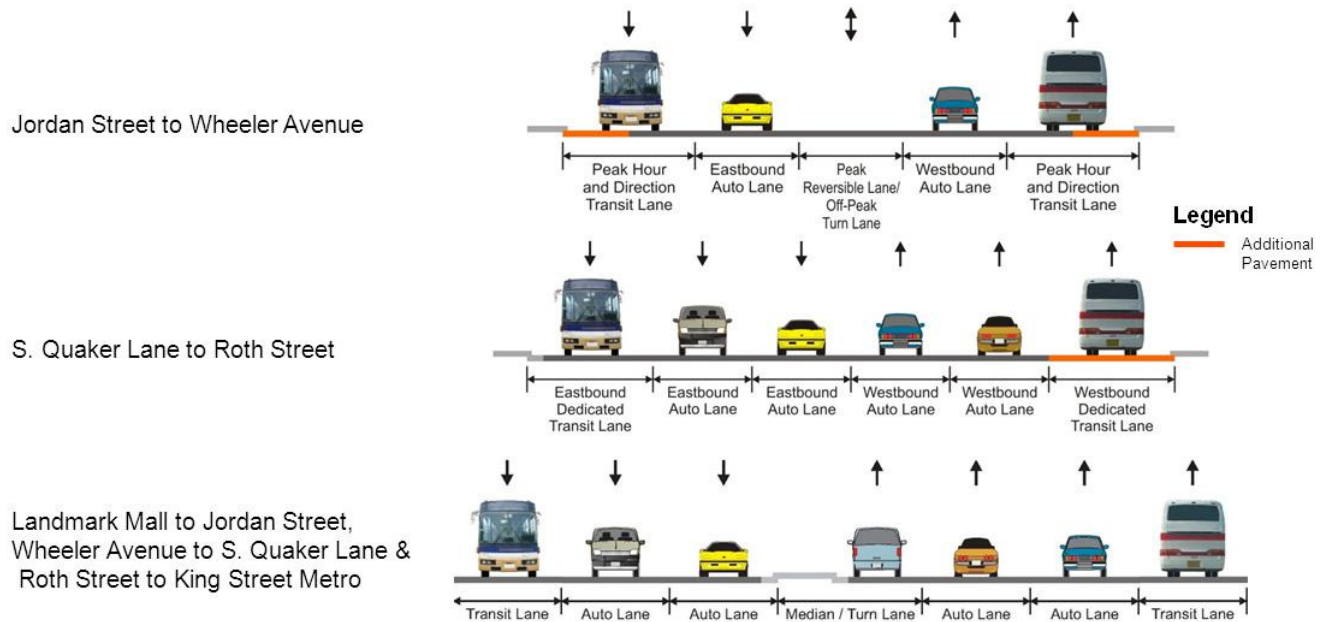 Jordan Street to Wheeler Avenue
Peak Hour
and Direction
Transit Lane
Eastbound
Auto Lane
Peak
Reversible Lane/
Off-Peak
Turn Lane
Westbound
Auto Lane
Peak Hour
and Direction
Transit Lane
Legend
Additional
Pavement
S. Quaker Lane to Roth Street
Eastbound
Dedicated
Transit Lane
Eastbound
Auto Lane
Eastbound
Auto Lane
Westbound
Auto Lane
Westbound
Auto Lane
Westbound
Dedicated
Transit Lane
Landmark Mall to Jordan Street,
Wheeler Avenue to S. Quaker Lane &
Roth Street to King Street Metro
Transit Lane
Auto Lane
Auto Lane
Median / Turn Lane
Auto Lane
Auto Lane
Transit Lane